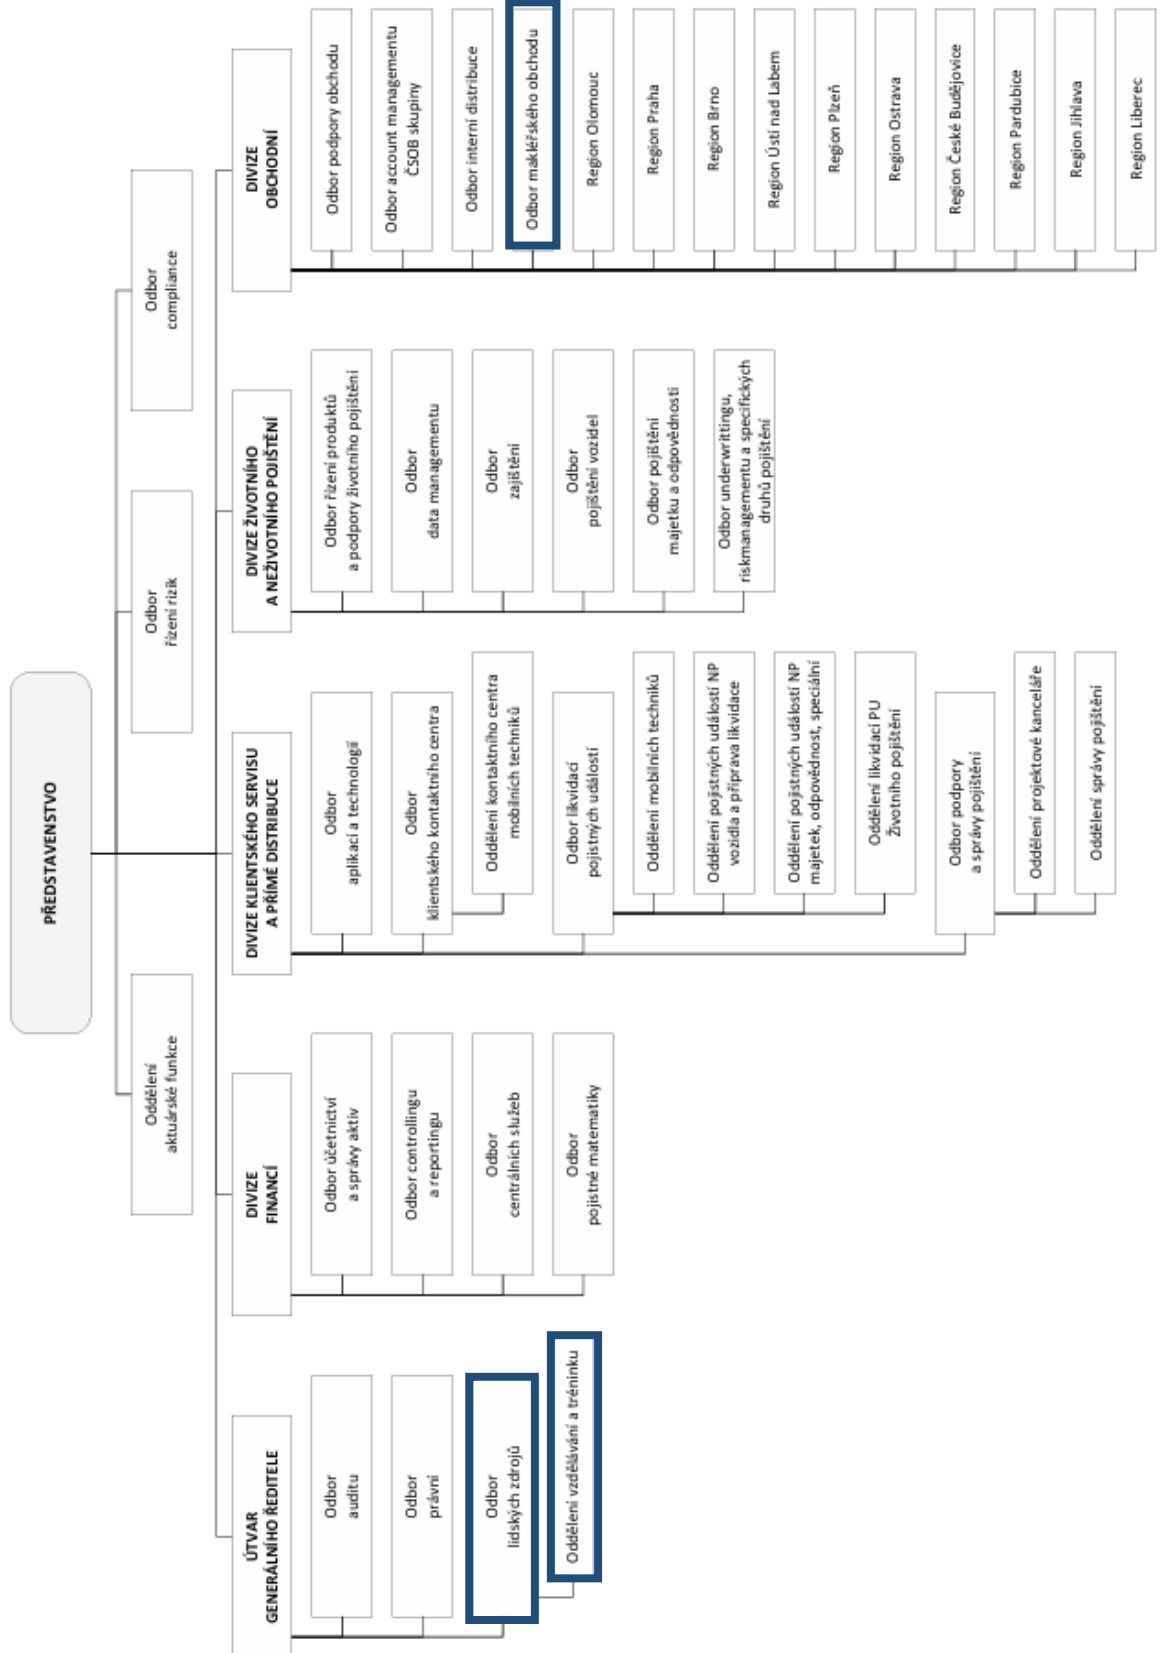 PŘEDSTAVENSTVO
Oddělení
aktuárské funkce
Odbor
řízení rizik
Odbor
compliance
ÚTVAR
GENERÁLNÍHO ŘEDITELE
Odbor
auditu
Odbor
právní
Odbor
lidských zdrojů
Oddělení vzdělávání a tréninku
DIVIZE
FINANCÍ
Odbor účetnictví
a správy aktiv
Odbor controllingu
a reportingu
Odbor
centrálních služeb
Odbor
pojistné matematiky
DIVIZE KLIENTSKÉHO SERVISU
A PŘÍMÉ DISTRIBUCE
Odbor
aplikací a technologií
Odbor
klientského kontaktního centra
Oddělení kontaktního centra
mobilních techniků
Odbor likvidací
pojistných událostí
Oddělení mobilních techniků
Oddělení pojistných událostí NP
vozidla a příprava likvidace
Oddělení pojistných událostí NP
majetek, odpovědnost, speciální
Oddělení likvidací PU
Životního pojištění
Odbor podpory
a správy pojištění
Oddělení projektové kanceláře
Oddělení správy pojištění
DIVIZE ŽIVOTNÍHO
A NEŽIVOTNÍHO POJIŠTĚNÍ
Odbor řízení produktů
a podpory životního pojištění
Odbor
data managementu
Odbor
zajištění
Odbor
pojištění vozidel
Odbor pojištění
majetku a odpovědnosti
Odbor underwrittingu,
riskmanagementu a specifických
druhů pojištění
DIVIZE
OBCHODNÍ
Odbor podpory obchodu
Odbor account managementu
ČSOB skupiny
Odbor interní distribuce
Odbor makléřského obchodu
Region Olomouc
Region Praha
Region Brno
Region Ústí nad Labem
Region Plzeň
Region Ostrava
Region České Budějovice
Region Pardubice
Region Jihlava
Region Liberec